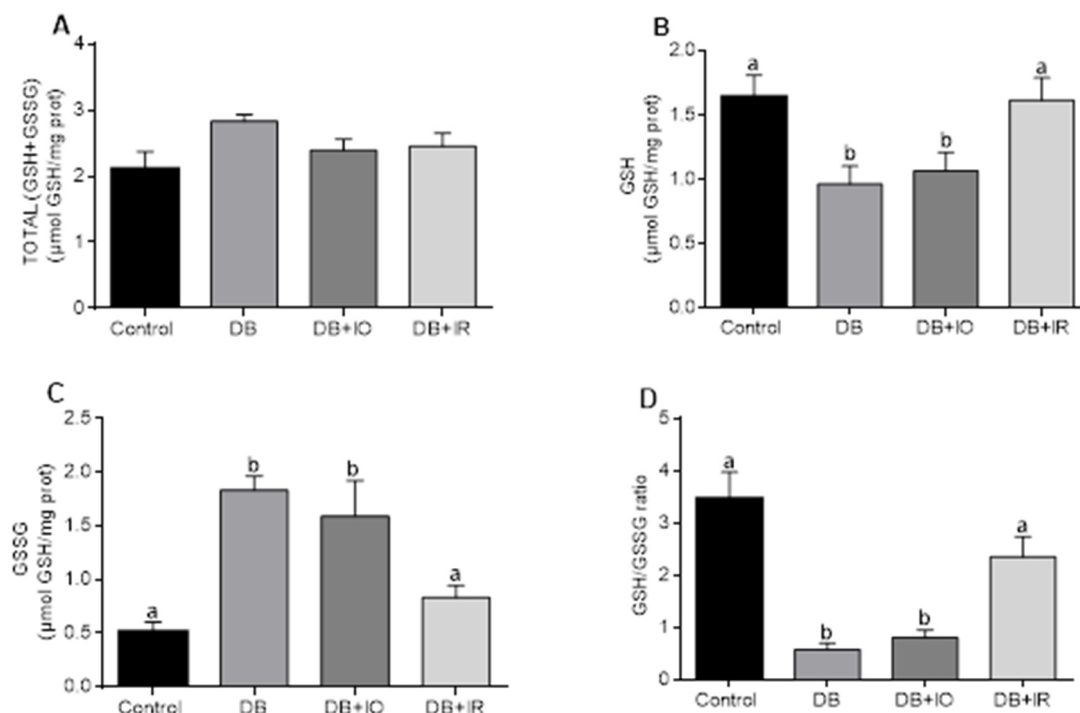 A
TOTAL(GSH+GSSG)
(µmol GSH/mg prot)
4
3
2
1
0
Control DB DB+IO DB+IR
B
GSH
(µmol GSH/mg prot)
2.0
1.5
1.0
0.5
0.0
a b b a
Control DB DB+IO DB+IR
C
GSSG
(µmol GSH/mg prot)
2.5
2.0
1.5
1.0
0.5
0.0
a b b a
Control DB DB+IO DB+IR
D
GSH/GSSG ratio
5
4
3
2
1
0
a b b a
Control DB DB+IO DB+IR